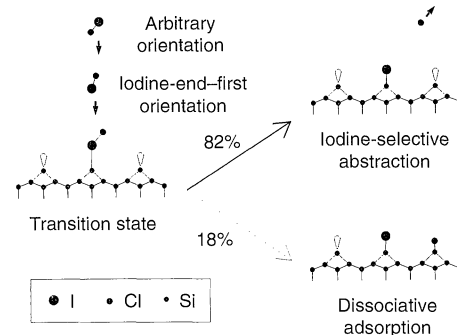 Arbitrary
orientation
Iodine-end–first
orientation
82%
Iodine-selective
abstraction
Transition state
18%
I Cl Si
Dissociative
adsorption